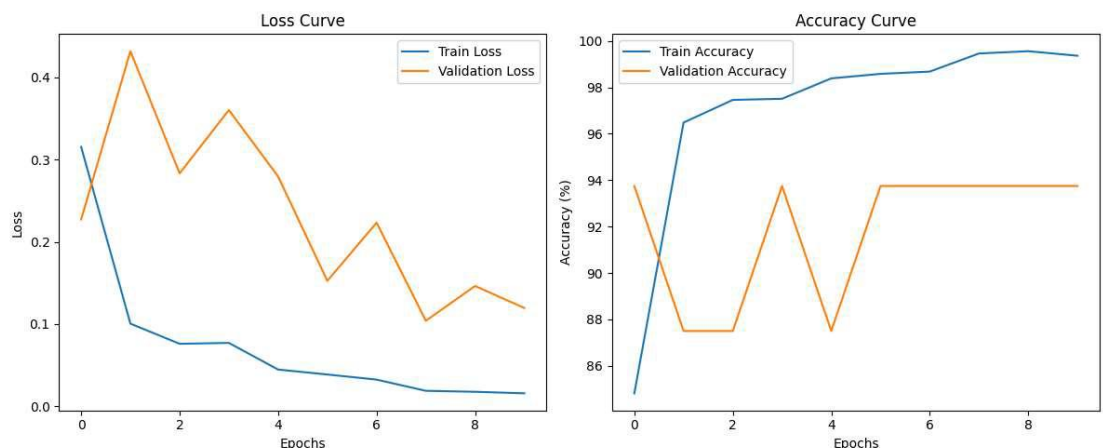 Loss Curve
Train Loss
Validation Loss
Loss
0.4
0.3
0.2
0.1
0.0
0
2
4
6
8
Epochs
Accuracy Curve
Train Accuracy
Validation Accuracy
Accuracy (%)
100
98
96
94
92
90
88
86
0
2
4
6
8
Epochs